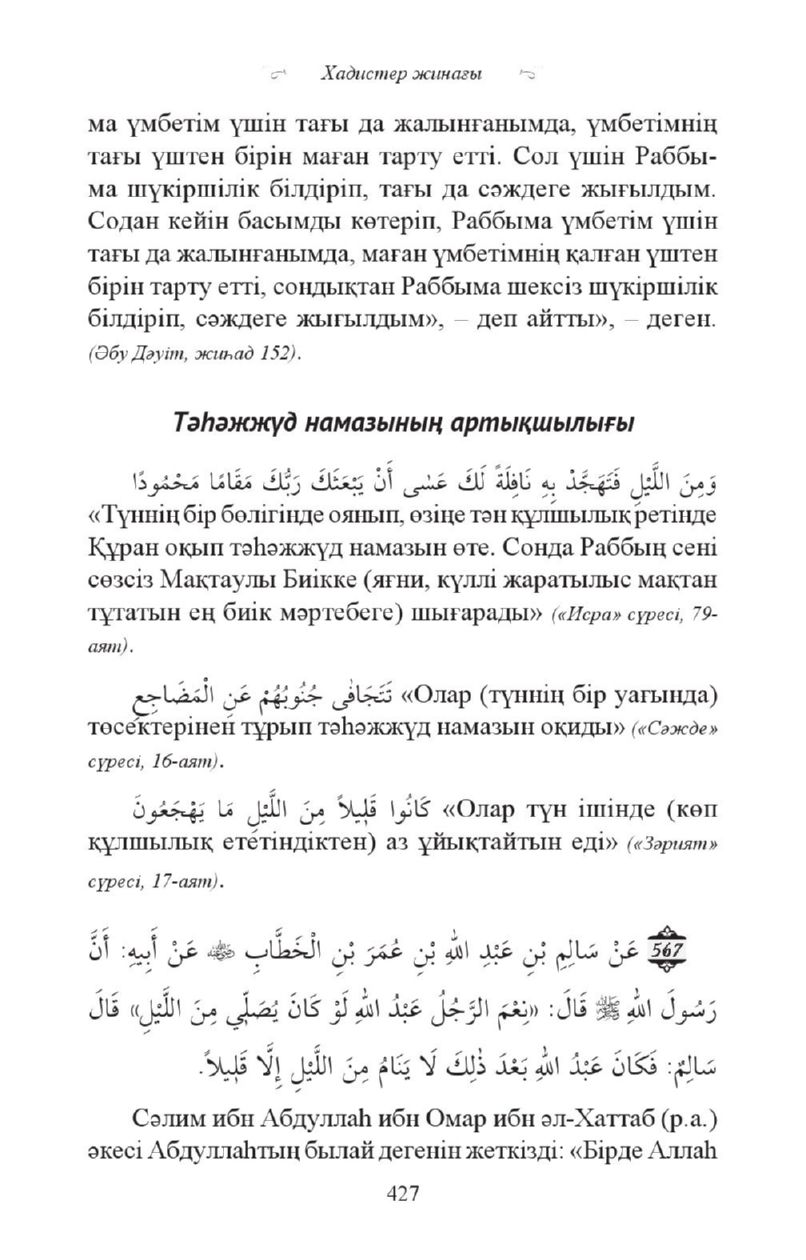 Хадистер жинағы
ма үмбетім үшін тағы да жалынғанымда, үмбетімнің
тағы үштен бірін маған тарту етті. Сол үшін Раббы-
ма шүкіршілік білдіріп, тағы да сәждеге жығылдым.
Содан кейін басымды көтеріп, Раббыма үмбетім үшін
тағы да жалынғанымда, маған үмбетімнің қалған үштен
бірін тарту етті, сондықтан Раббыма шексіз шүкіршілік
білдіріп, сәждеге жығылдым», – деп айтты», – деген.
(Әбу Дәуіт, жиһад 152).
Тәһәжжүд намазының артықшылығы
وَمِنَ اللَّيْلِ فَتَهَجَّدْ بِهِ نَافِلَةً لَكَ عَسٰى أَنْ يَبْعَثَكَ رَبُّكَ مَقَامًا مَحْمُودًا
«Түннің бір бөлігінде оянып, өзіңе тән құлшылық ретінде
Құран оқып тәһәжжүд намазын өте. Сонда Раббың сені
сөзсіз Мақтаулы Биікке (яғни, күллі жаратылыс мақтан
тұтатын ең биік мәртебеге) шығарады» («Исра» сүресі, 79-
аят).
تَتَجَافٰى جُنُوبُهُمْ عَنِ الْمَضَاجِعِ «Олар (түннің бір уағында)
төсектерінен тұрып тәһәжжүд намазын оқиды» («Сәжде»
сүресі, 16-аят).
كَانُوا قَلِيلاً مِنَ اللَّيْلِ مَا يَهْجَعُونَ «Олар түн ішінде (көп
құлшылық ететіндіктен) аз ұйықтайтын еді» («Зәрият»
сүресі, 17-аят).
567 عَنْ سَالِمِ بْنِ عَبْدِ اللهِ بْنِ عُمَرَ بْنِ الْخَطَّابِ ﷺ عَنْ أَبِيهِ: أَنَّ
رَسُولَ اللهِ ﷺ قَالَ: «نِعْمَ الرَّجُلُ عَبْدُ اللهِ لَوْ كَانَ يُصَلِّي مِنَ اللَّيْلِ» قَالَ
سَالِمٌ: فَكَانَ عَبْدُ اللهِ بَعْدَ ذٰلِكَ لَا يَنَامُ مِنَ اللَّيْلِ إِلَّا قَلِيلاً.
Сәлим ибн Абдуллаһ ибн Омар ибн әл-Хаттаб (р.а.)
әкесі Абдуллаһтың былай дегенін жеткізді: «Бірде Аллаһ
427